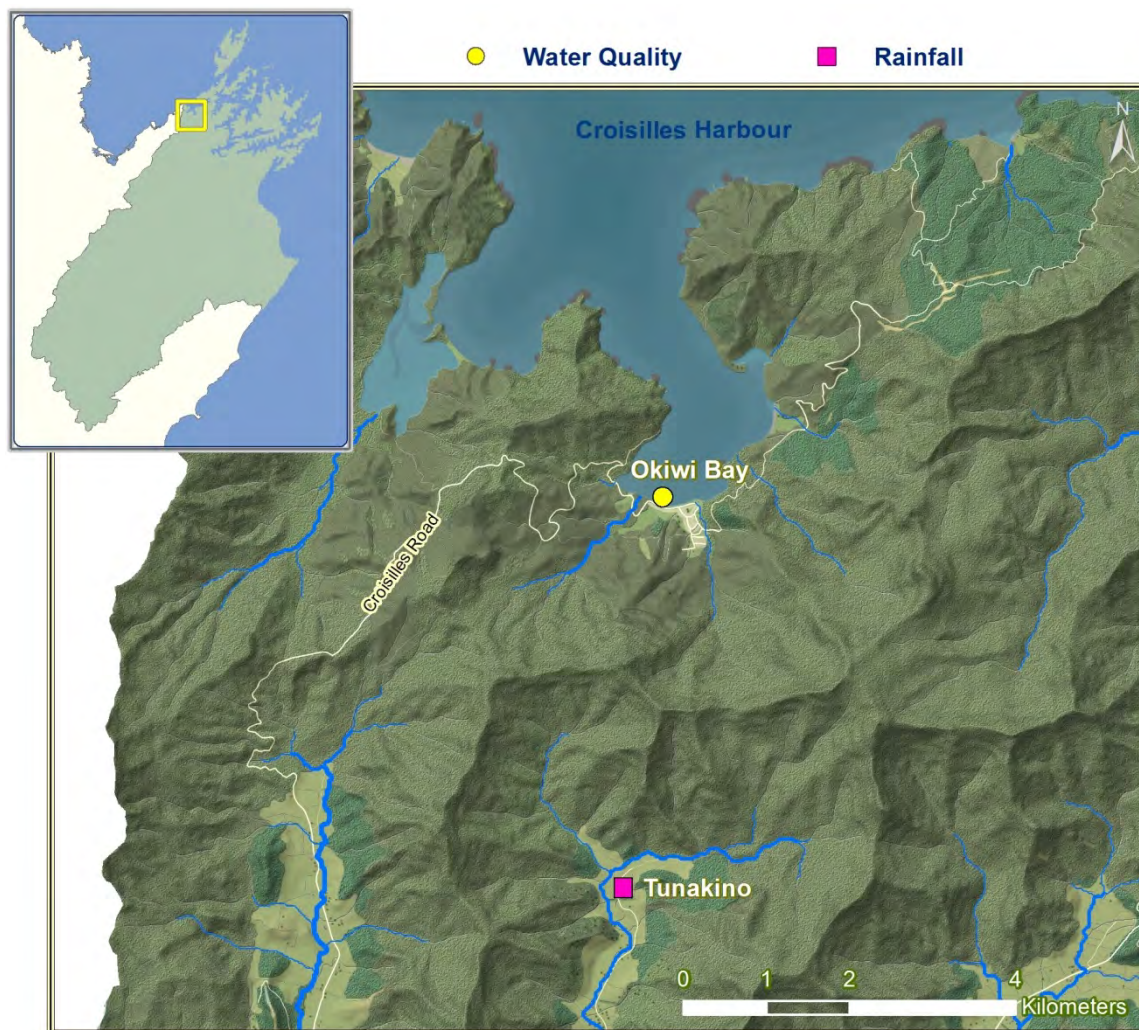 Water Quality
Rainfall
Croisilles Harbour
N
Okiwi Bay
Croisilles Road
Tunakino
0 1 2 4
Kilometers